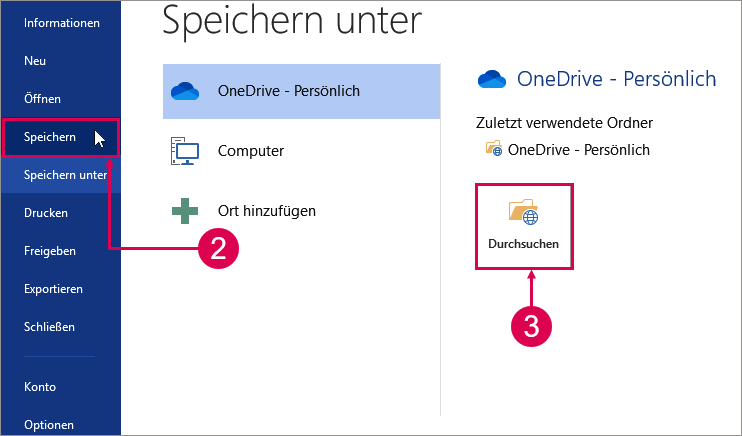 Informationen
Neu
Öffnen
Speichern
Speichern unter
Drucken
Freigeben
Exportieren
Schließen
Konto
Optionen
Speichern unter
OneDrive - Persönlich
Computer
Ort hinzufügen
2
OneDrive - Persönlich
Zuletzt verwendete Ordner
OneDrive - Persönlich
Durchsuchen
3